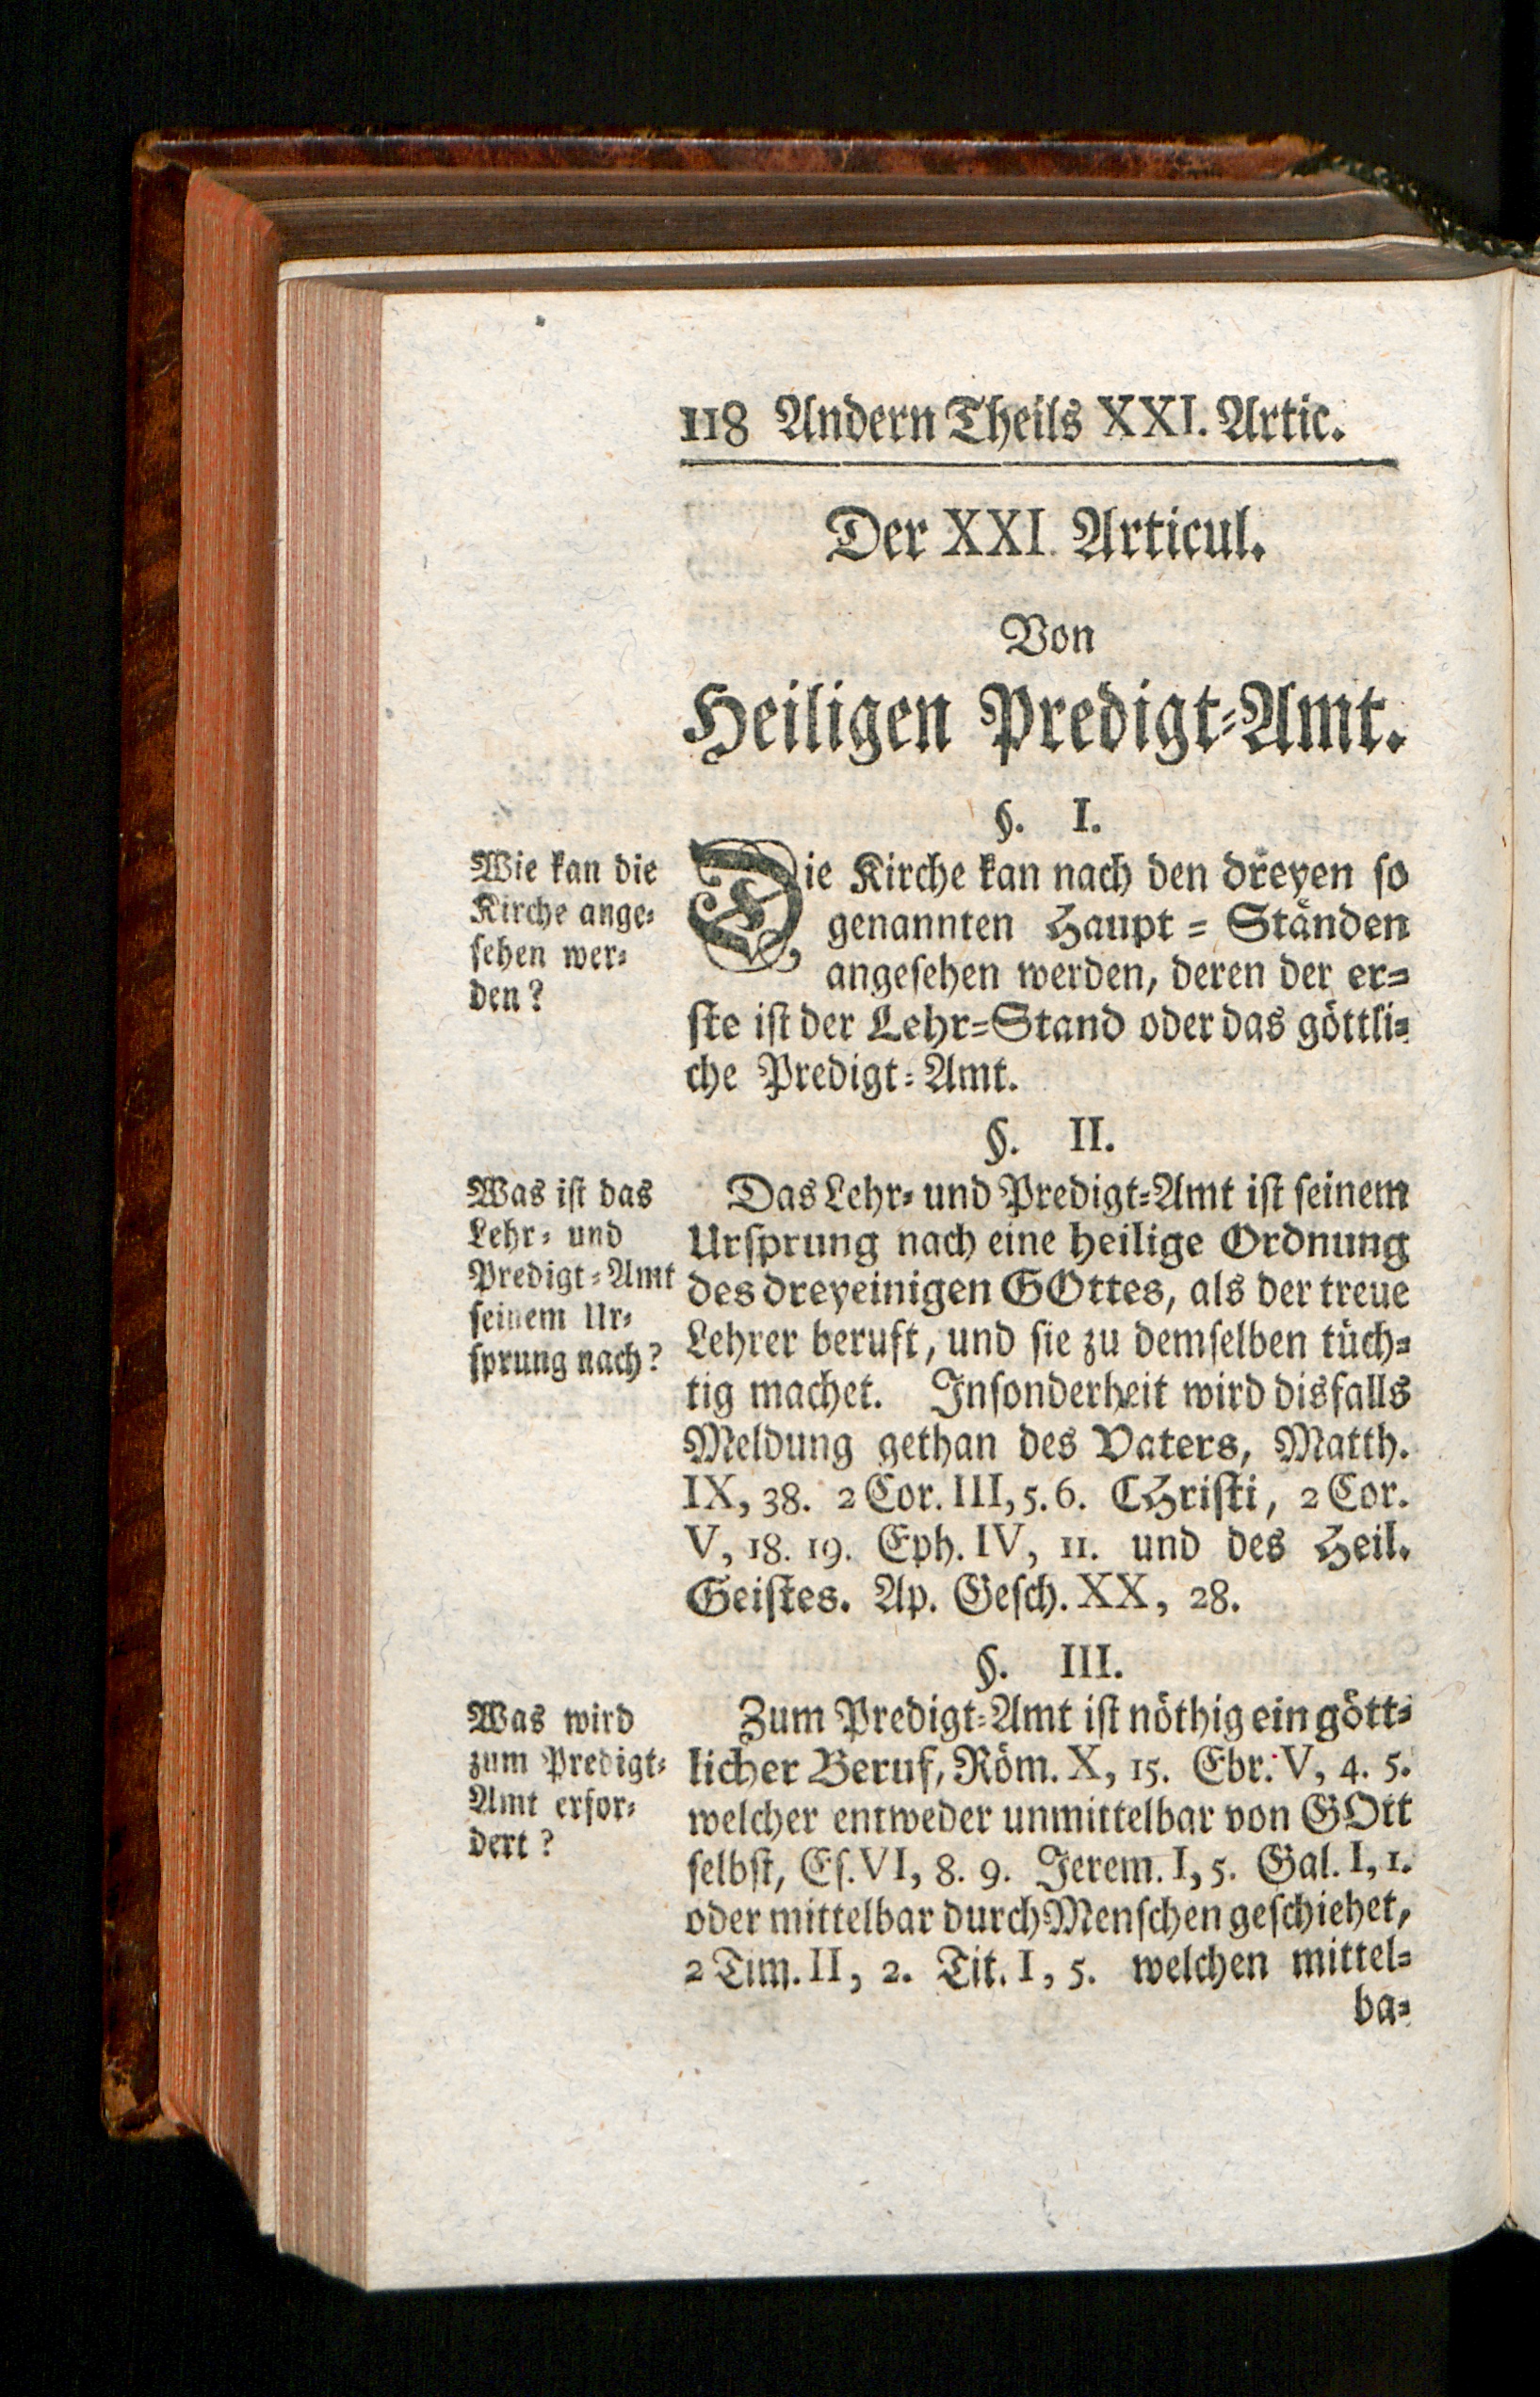 118 Andern Theils XXI. Artic.
Der XXI. Articul.
Von
Heiligen Predigt-Amt.
§. I.
Wie kan die
Kirche ange-
sehen wer-
den?
Die Kirche kan nach den dreyen so
genannten Haupt-Ständen
angesehen werden, deren der er-
ste ist der Lehr-Stand oder das göttli-
che Predigt-Amt.
§. II.
Was ist das
Lehr- und
Predigt-Amt
seinem Ur-
sprung nach?
Das Lehr- und Predigt-Amt ist seinem
Ursprung nach eine heilige Ordnung
des dreyeinigen GOttes, als der treue
Lehrer beruft, und sie zu demselben tüch-
tig machet. Insonderheit wird disfalls
Meldung gethan des Vaters, Matth.
IX, 38. 2 Cor. III, 5. 6. CHristi, 2 Cor.
V, 18. 19. Eph. IV, 11. und des Heil.
Geistes. Ap. Gesch. XX, 28.
§. III.
Was wird
zum Predigt-
Amt erfor-
dert?
Zum Predigt-Amt ist nöthig ein gött-
licher Beruf, Röm. X, 15. Ebr. V, 4. 5.
welcher entweder unmittelbar von GOtt
selbst, Es. VI, 8. 9. Jerem. I, 5. Gal. I, 1.
oder mittelbar durch Menschen geschiehet,
2 Tim. II, 2. Tit. I, 5. welchen mittel-
ba-